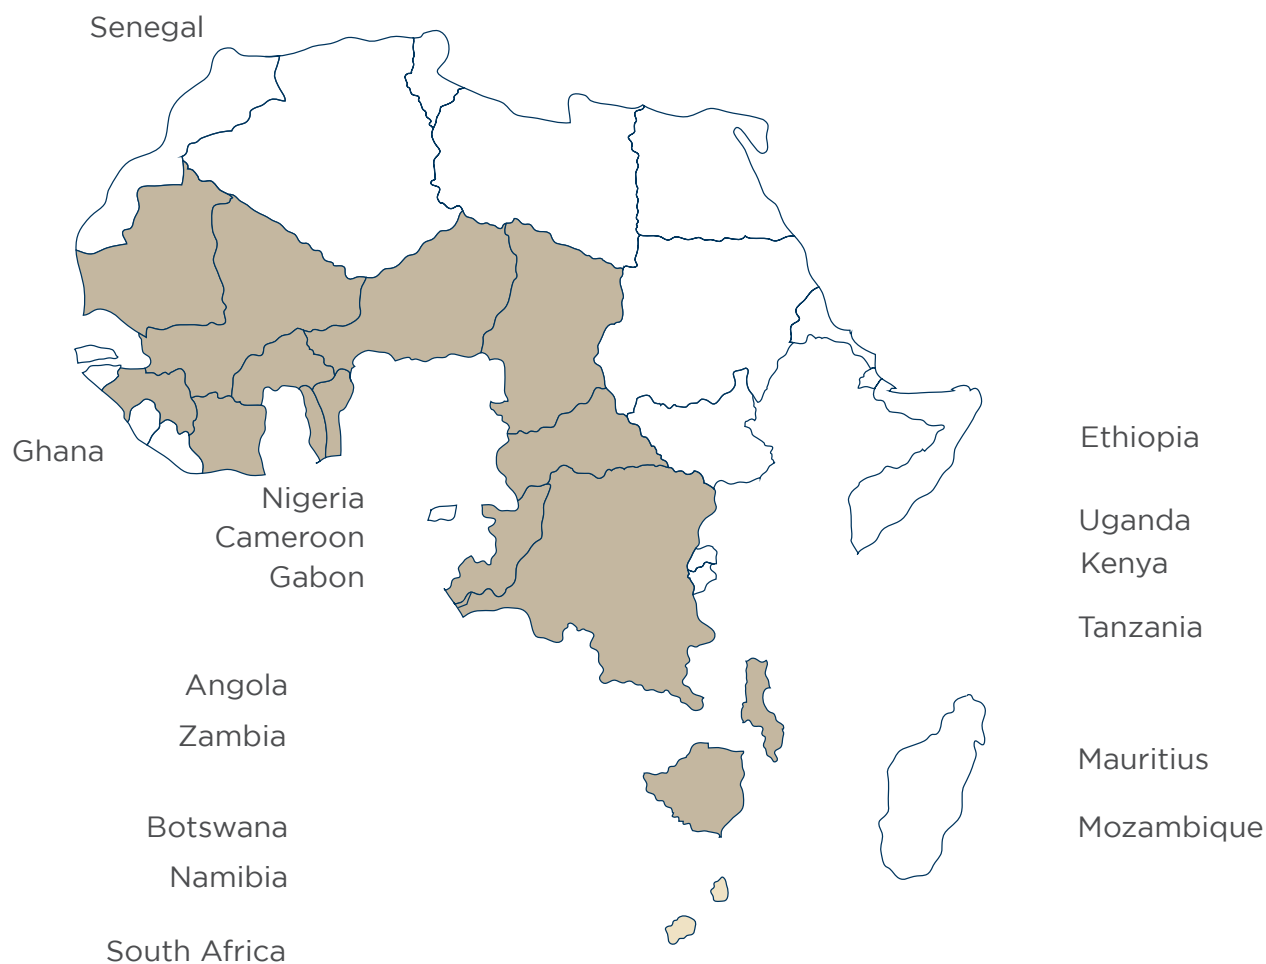 Senegal
Ghana
Nigeria
Cameroon
Gabon
Angola
Zambia
Botswana
Namibia
South Africa
Ethiopia
Uganda
Kenya
Tanzania
Mauritius
Mozambique